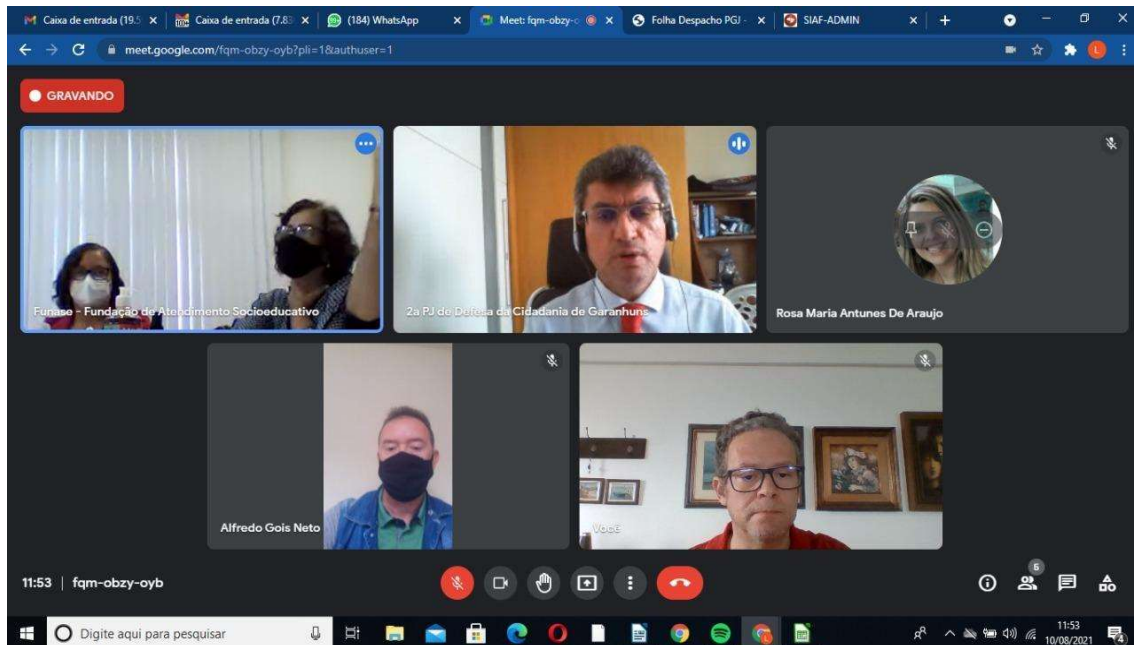 Caixa de entrada (19.5
Caixa de entrada (7.83
(184) WhatsApp
Meet: fqm-obzy-o
Folha Despacho PGJ -
SIAF-ADMIN
meet.google.com/fqm-obzy-oyb?pli=1&authuser=1
L
GRAVANDO
Funase - Fundação de Atendimento Socioeducativo
2a PJ de Defesa da Cidadania de Garanhuns
Rosa Maria Antunes De Araujo
Alfredo Gois Neto
Você
11:53 | fqm-obzy-oyb
5
Digite aqui para pesquisar
11:53
10/08/2021
4